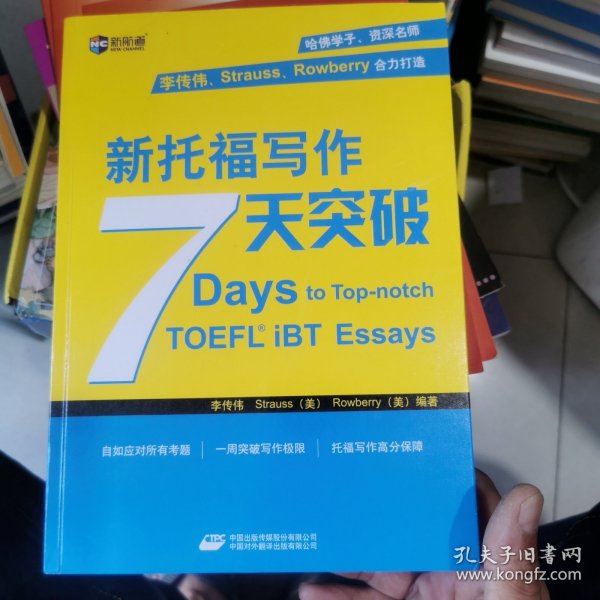 NC 新航道
NEW CHANNEL
哈佛学子、资深名师
李传伟、Strauss、Rowberry 合力打造
新托福写作
7天突破
Days to Top-notch
TOEFL® iBT Essays
李传伟 Strauss（美） Rowberry（美）编著
自如应对所有考题 | 一周突破写作极限 | 托福写作高分保障
CTPC 中国出版传媒股份有限公司
中国对外翻译出版有限公司
孔夫子旧书网
www.kongfz.com